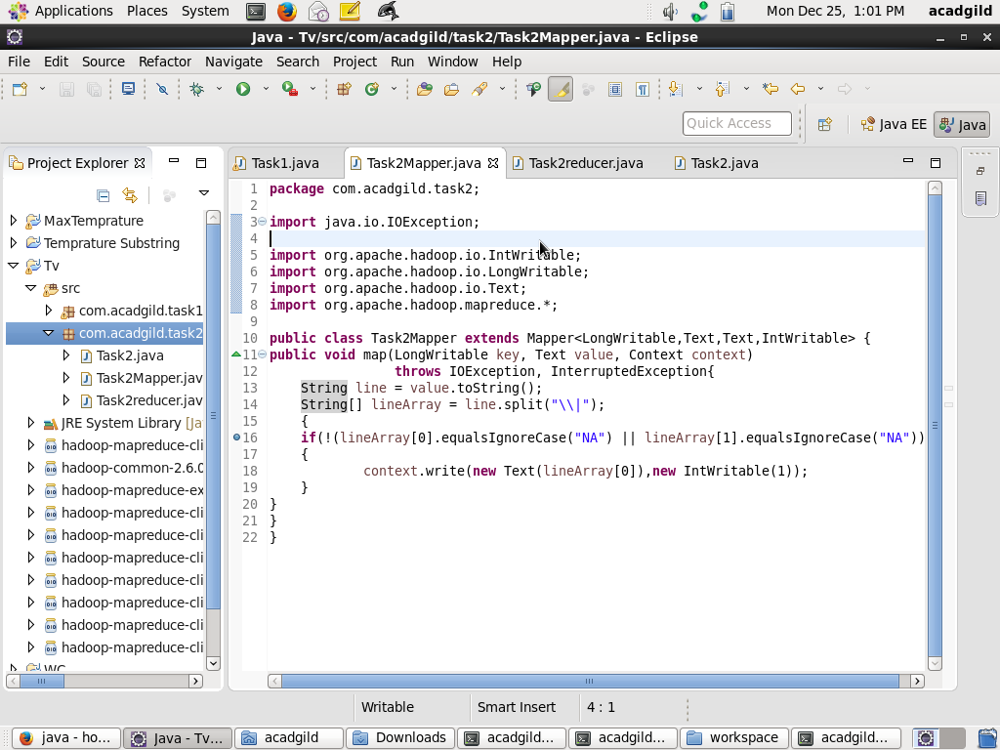 Applications Places System Mon Dec 25, 1:01 PM acadgild
Java - Tv/src/com/acadgild/task2/Task2Mapper.java - Eclipse
File Edit Source Refactor Navigate Search Project Run Window Help
Quick Access Java EE Java
Project Explorer
MaxTemprature
Temprature Substring
Tv
src
com.acadgild.task1
com.acadgild.task2
Task2.java
Task2Mapper.jav
Task2reducer.jav
JRE System Library [Ja
hadoop-mapreduce-cli
hadoop-common-2.6.0
hadoop-mapreduce-ex
hadoop-mapreduce-cli
hadoop-mapreduce-cli
hadoop-mapreduce-cli
hadoop-mapreduce-cli
hadoop-mapreduce-cli
hadoop-mapreduce-cli
hadoop-mapreduce-cli
WC
Task1.java Task2Mapper.java Task2reducer.java Task2.java
1 package com.acadgild.task2;
2
3 import java.io.IOException;
4
5 import org.apache.hadoop.io.IntWritable;
6 import org.apache.hadoop.io.LongWritable;
7 import org.apache.hadoop.io.Text;
8 import org.apache.hadoop.mapreduce.*;
9
10 public class Task2Mapper extends Mapper<LongWritable,Text,Text,IntWritable> {
11 public void map(LongWritable key, Text value, Context context)
12 throws IOException, InterruptedException{
13 String line = value.toString();
14 String[] lineArray = line.split("\\|");
15 {
16 if(!(lineArray[0].equalsIgnoreCase("NA") || lineArray[1].equalsIgnoreCase("NA"))
17 {
18 context.write(new Text(lineArray[0]),new IntWritable(1));
19 }
20 }
21 }
22 }
Writable Smart Insert 4 : 1
java - ho... Java - Tv... acadgild Downloads acadgild... acadgild... workspace acadgild...